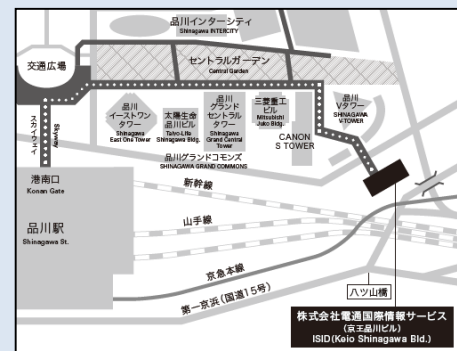 品川インターシティ
Shinagawa INTERCITY
交通広場
セントラルガーデン
Central Garden
スカイウェイ
Skyway
品川
イーストワン
タワー
Shinagawa
East One Tower
太陽生命
品川ビル
Taiyo-Life
Shinagawa Bldg.
品川
グランド
セントラル
タワー
Shinagawa
Grand Central
Tower
三菱重工
ビル
Mitsubishi
Juko Bldg.
CANON
S TOWER
品川
Vタワー
SHINAGAWA
V-TOWER
品川グランドコモンズ
SHINAGAWA GRAND COMMONS
港南口
Konan Gate
新幹線
品川駅
Shinagawa St.
山手線
京急本線
第一京浜(国道15号)
八ツ山橋
株式会社電通国際情報サービス
(京王品川ビル)
ISID(Keio Shinagawa Bld.)